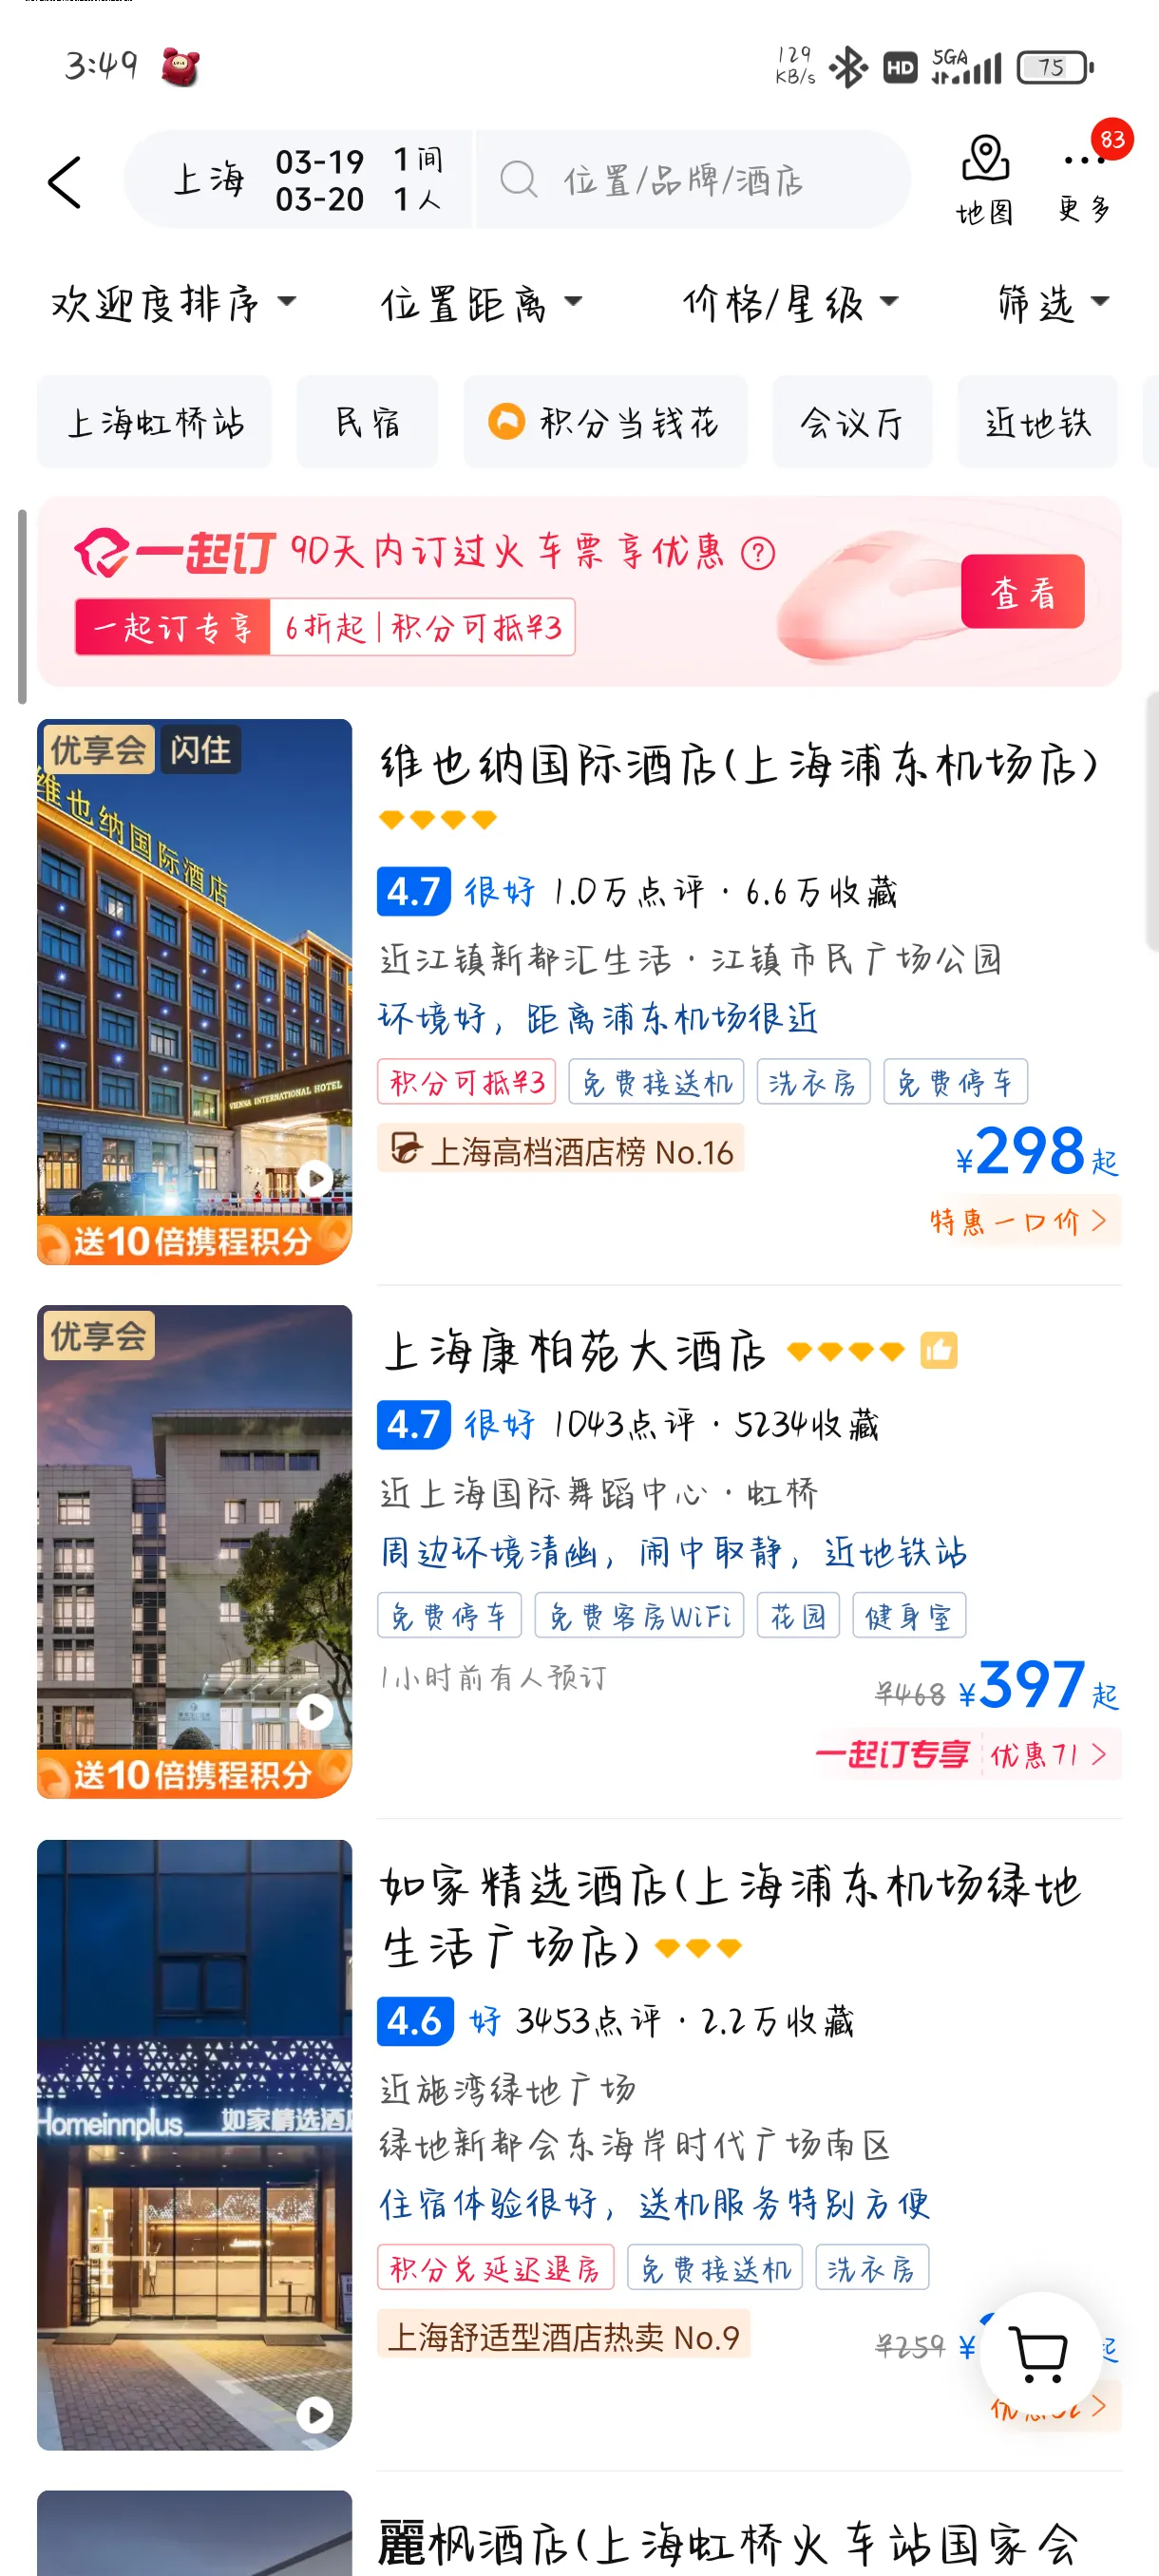 3:49
129 KB/s
HD
5GA
75
上海 03-19 1间
03-20 1人
位置/品牌/酒店
地图
83
更多
欢迎度排序 位置距离 价格/星级 筛选
上海虹桥站 民宿 积分当钱花 会议厅 近地铁
一起订 90天内订过火车票享优惠 ?
一起订专享 6折起|积分可抵¥3
查看
优享会 闪住
维也纳国际酒店
VIENNA INTERNATIONAL HOTEL
送10倍携程积分
维也纳国际酒店(上海浦东机场店)
4.7 很好 1.0万点评 · 6.6万收藏
近江镇新都汇生活 · 江镇市民广场公园
环境好，距离浦东机场很近
积分可抵¥3 免费接送机 洗衣房 免费停车
上海高档酒店榜 No.16
¥298起
特惠一口价 >
优享会
送10倍携程积分
上海康柏苑大酒店
4.7 很好 1043点评 · 5234收藏
近上海国际舞蹈中心 · 虹桥
周边环境清幽，闹中取静，近地铁站
免费停车 免费客房WiFi 花园 健身室
1小时前有人预订
¥468 ¥397起
一起订专享 优惠71 >
Homeinnplus 如家精选酒店
如家精选酒店(上海浦东机场绿地
生活广场店)
4.6 好 3453点评 · 2.2万收藏
近施湾绿地广场
绿地新都会东海岸时代广场南区
住宿体验很好，送机服务特别方便
积分兑延迟退房 免费接送机 洗衣房
上海舒适型酒店热卖 No.9
¥259 ¥ 起
麗枫酒店(上海虹桥火车站国家会